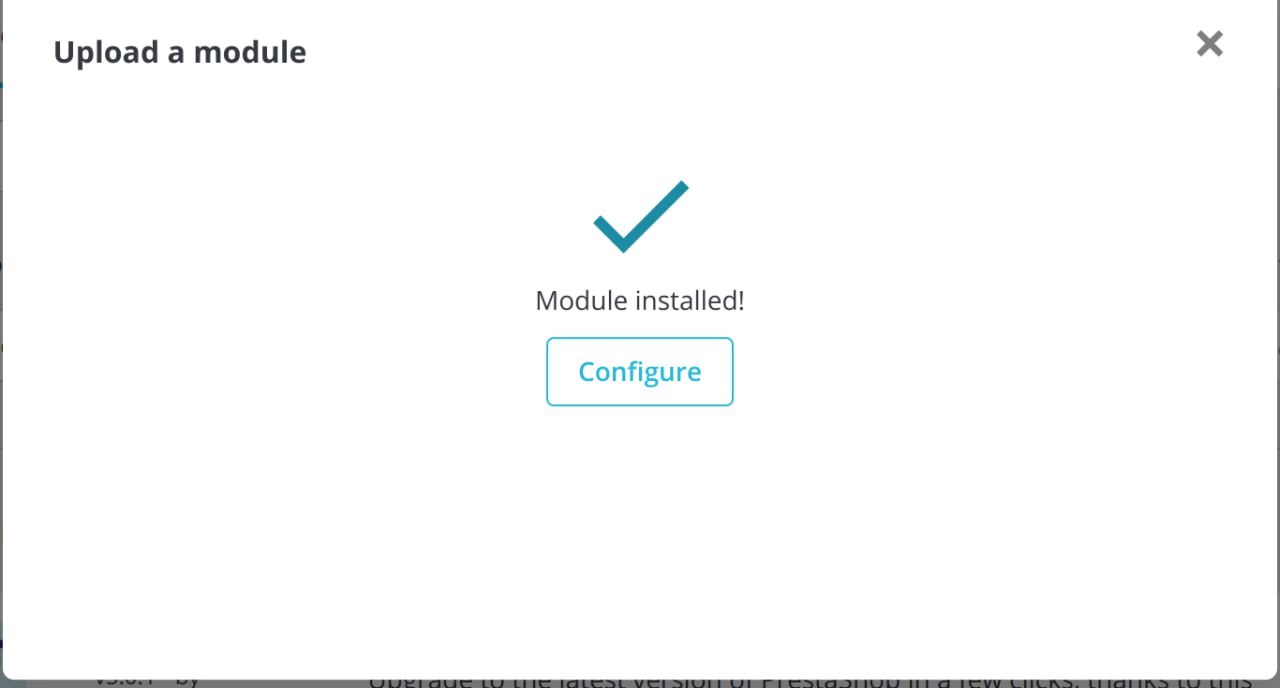 Upload a module
Module installed!
Configure
v3.0.1 by
Upgrade to the latest version of PrestaShop in a few clicks, thanks to this